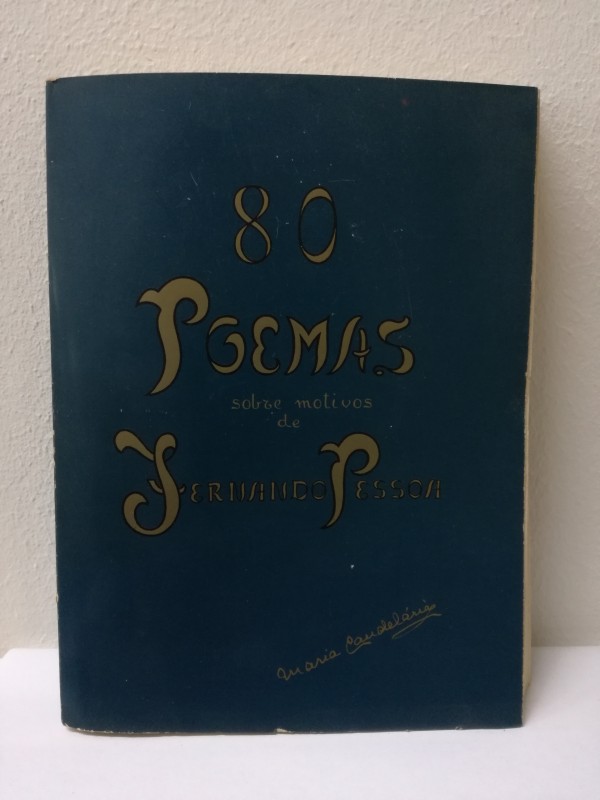 80
POEMAS
sobre motivos
de
FERNANDO PESSOA
Maria Candelária